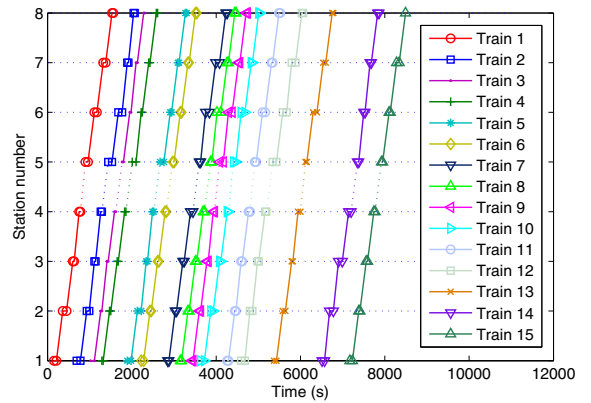 8
7
6
5
4
3
2
1
Station number
0
2000
4000
6000
8000
10000
12000
Time (s)
Train 1
Train 2
Train 3
Train 4
Train 5
Train 6
Train 7
Train 8
Train 9
Train 10
Train 11
Train 12
Train 13
Train 14
Train 15